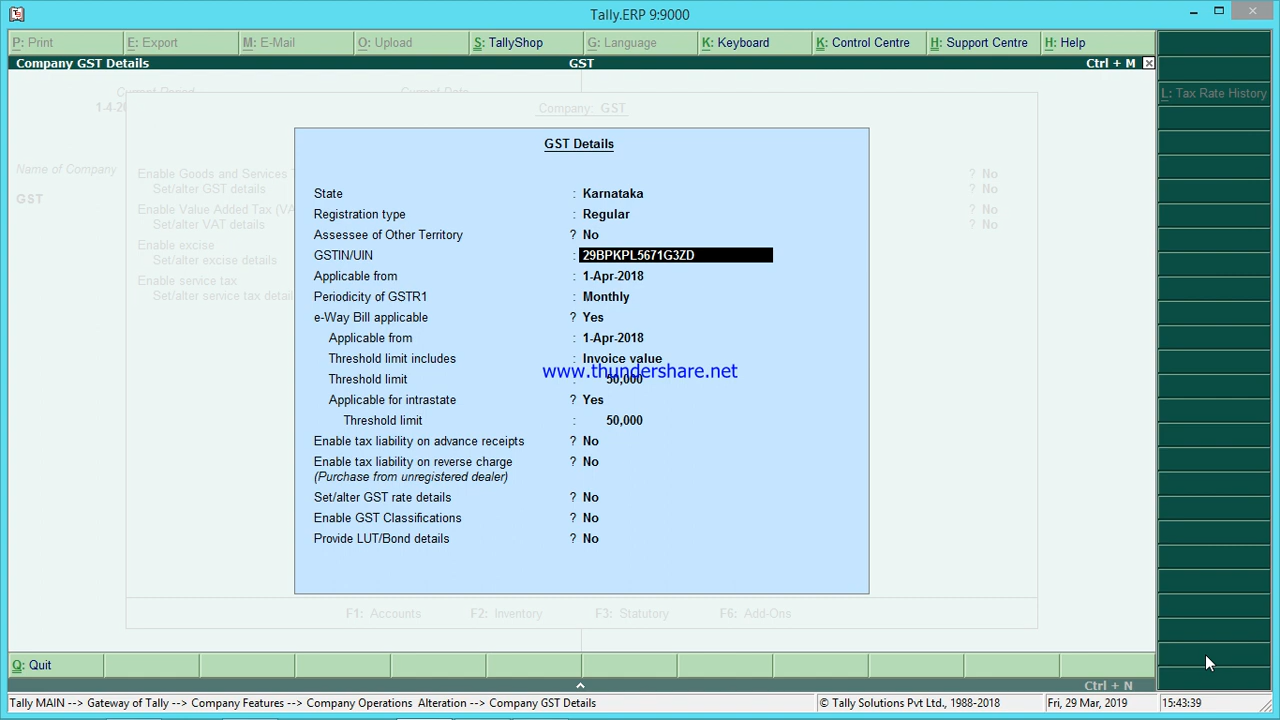 Tally.ERP 9:9000
P: Print E: Export M: E-Mail O: Upload S: TallyShop G: Language K: Keyboard K: Control Centre H: Support Centre H: Help
Company GST Details GST Ctrl + M
L: Tax Rate History
Current Period Current Date
1-4-20
Company: GST
GST Details
Name of Company
GST
Enable Goods and Services T ? No
Set/alter GST details ? No
Enable Value Added Tax (VA ? No
Set/alter VAT details ? No
Enable excise
Set/alter excise details
Enable service tax
Set/alter service tax detail
State : Karnataka
Registration type : Regular
Assessee of Other Territory ? No
GSTIN/UIN : 29BPKPL5671G3ZD
Applicable from : 1-Apr-2018
Periodicity of GSTR1 : Monthly
e-Way Bill applicable ? Yes
Applicable from : 1-Apr-2018
Threshold limit includes : Invoice value
www.thundershare.net
Threshold limit : 50,000
Applicable for intrastate ? Yes
Threshold limit : 50,000
Enable tax liability on advance receipts ? No
Enable tax liability on reverse charge ? No
(Purchase from unregistered dealer)
Set/alter GST rate details ? No
Enable GST Classifications ? No
Provide LUT/Bond details ? No
F1: Accounts F2: Inventory F3: Statutory F6: Add-Ons
Q: Quit
Ctrl + N
Tally MAIN --> Gateway of Tally --> Company Features --> Company Operations Alteration --> Company GST Details © Tally Solutions Pvt Ltd., 1988-2018 Fri, 29 Mar, 2019 15:43:39